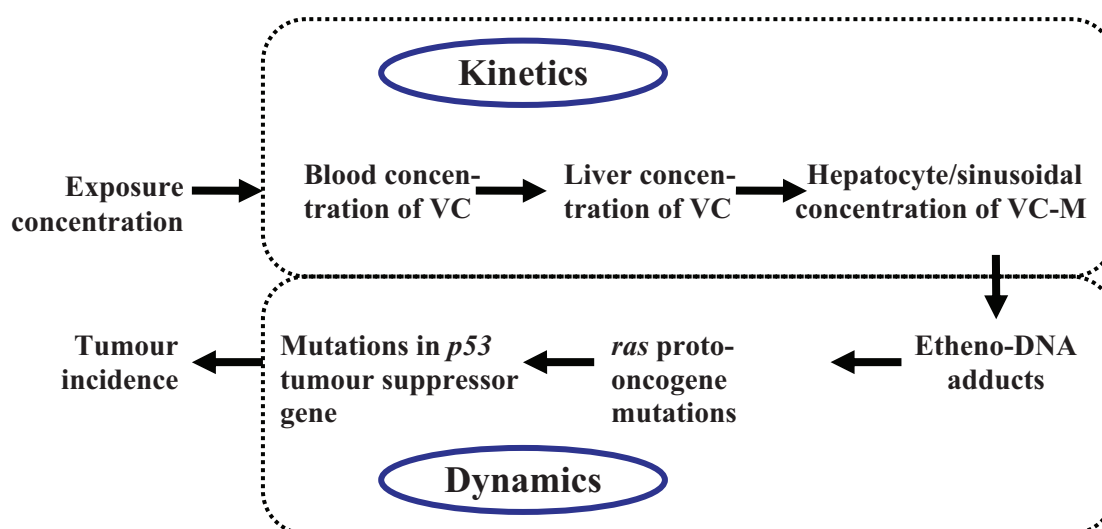 Kinetics
Exposure
concentration
Blood concen-
tration of VC
Liver concen-
tration of VC
Hepatocyte/sinusoidal
concentration of VC-M
Etheno-DNA
adducts
ras proto-
oncogene
mutations
Mutations in p53
tumour suppressor
gene
Tumour
incidence
Dynamics